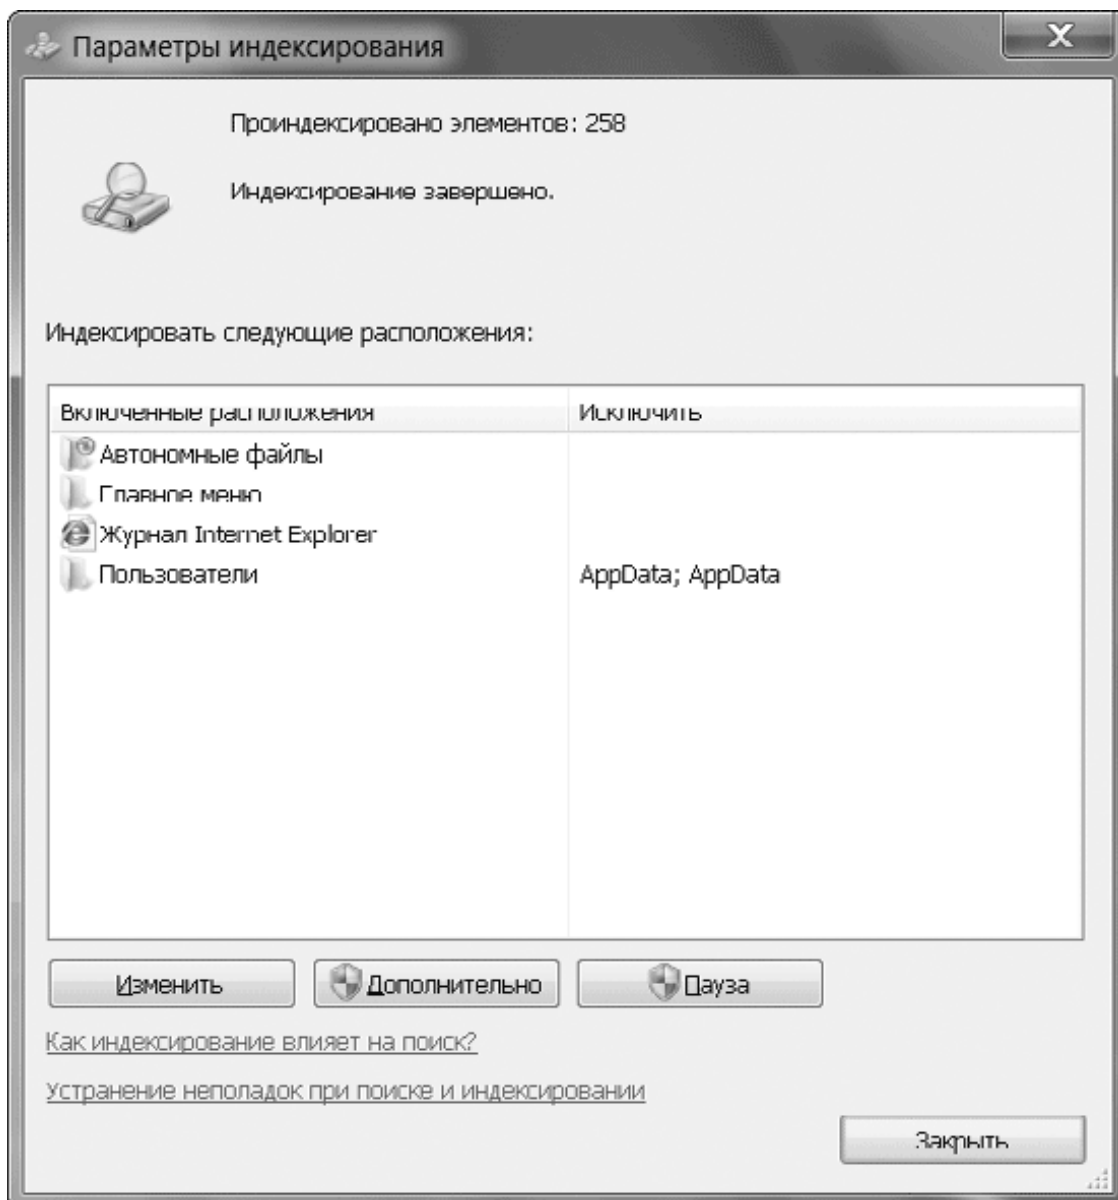 Параметры индексирования
Проиндексировано элементов: 258
Индексирование завершено.
Индексировать следующие расположения:
Включенные расположения Исключить
Автономные файлы
Главное меню
Журнал Internet Explorer
Пользователи AppData; AppData
Изменить Дополнительно Пауза
Как индексирование влияет на поиск?
Устранение неполадок при поиске и индексировании
Закрыть